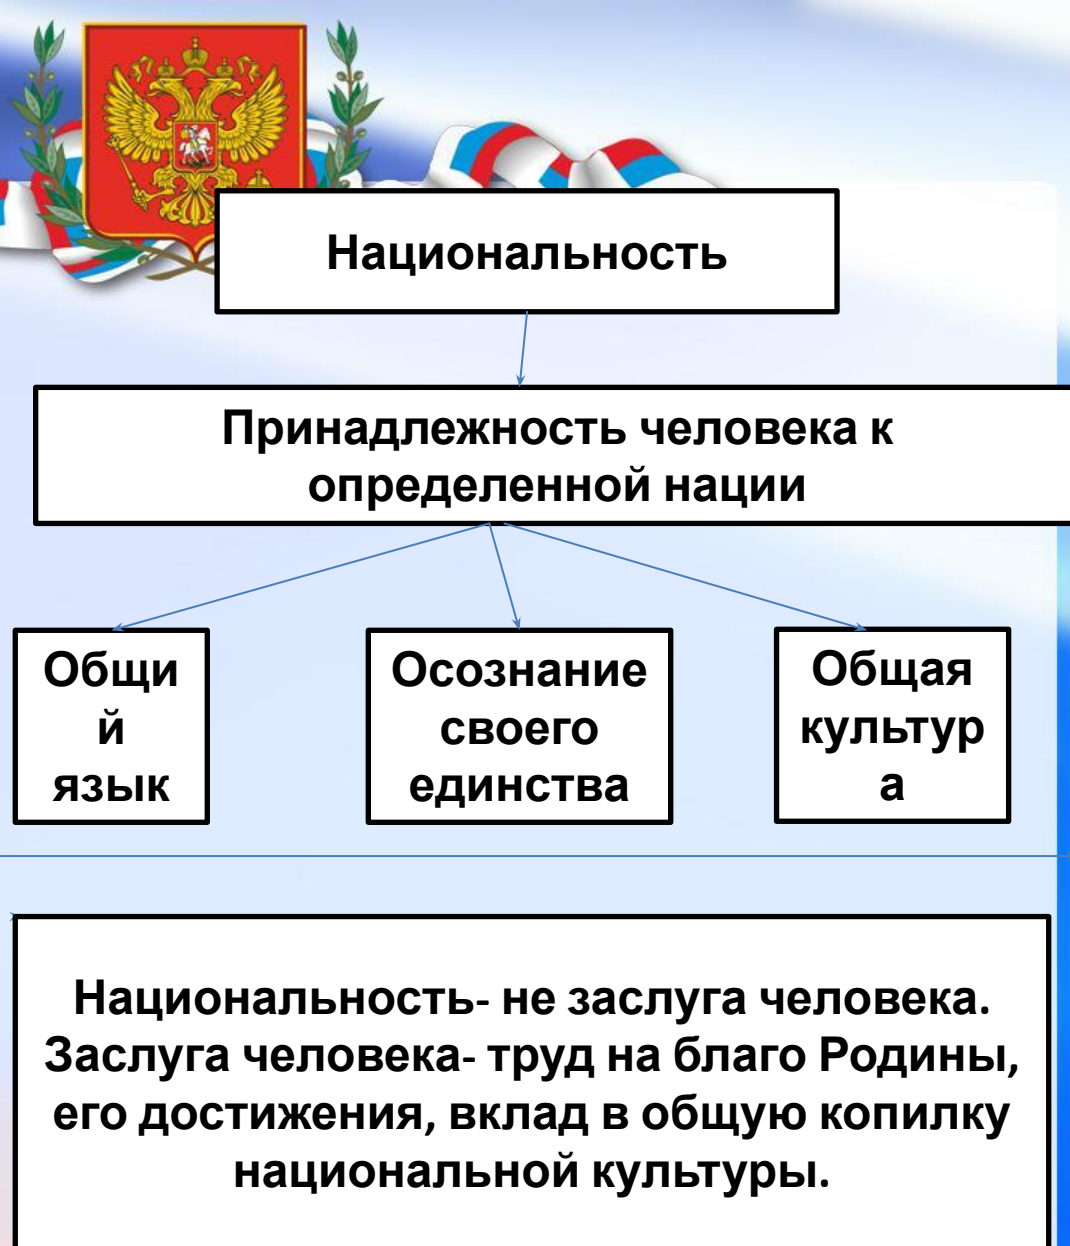 Национальность
Принадлежность человека к
определенной нации
Общи
й
язык
Осознание
своего
единства
Общая
культур
а
Национальность- не заслуга человека.
Заслуга человека- труд на благо Родины,
его достижения, вклад в общую копилку
национальной культуры.